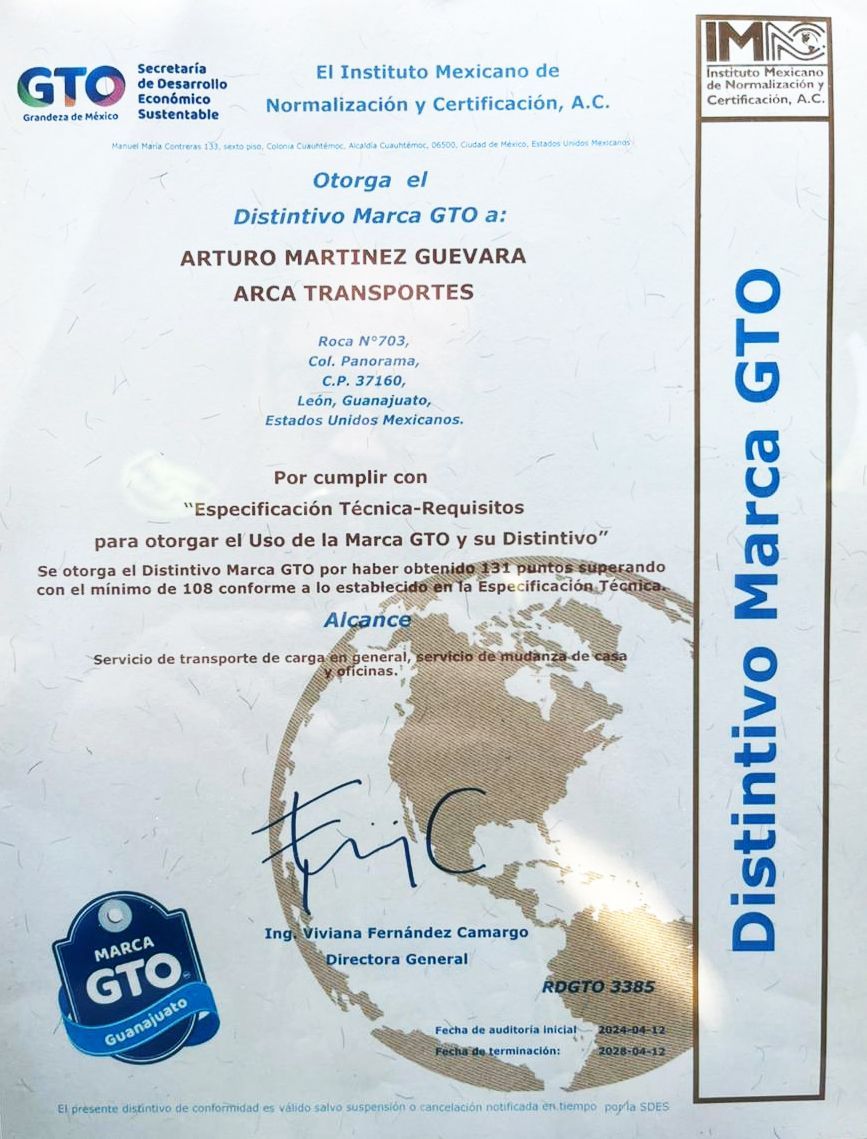 GTO
Grandeza de México
Secretaría
de Desarrollo
Económico
Sustentable
El Instituto Mexicano de
Normalización y Certificación, A.C.
IMNC
Instituto Mexicano
de Normalización y
Certificación, A.C.
Manuel María Contreras 133, sexto piso, Colonia Cuauhtémoc, Alcaldía Cuauhtémoc, 06500, Ciudad de México, Estados Unidos Mexicanos
Otorga el
Distintivo Marca GTO a:
ARTURO MARTINEZ GUEVARA
ARCA TRANSPORTES
Roca N°703,
Col. Panorama,
C.P. 37160,
León, Guanajuato,
Estados Unidos Mexicanos.
Por cumplir con
“Especificación Técnica-Requisitos
para otorgar el Uso de la Marca GTO y su Distintivo”
Se otorga el Distintivo Marca GTO por haber obtenido 131 puntos superando
con el mínimo de 108 conforme a lo establecido en la Especificación Técnica.
Alcance
Servicio de transporte de carga en general, servicio de mudanza de casa
y oficinas.
Ing. Viviana Fernández Camargo
Directora General
RDGTO 3385
Fecha de auditoría inicial 2024-04-12
Fecha de terminación: 2028-04-12
MARCA
GTO
Guanajuato
El presente distintivo de conformidad es válido salvo suspensión o cancelación notificada en tiempo por la SDES
Distintivo Marca GTO